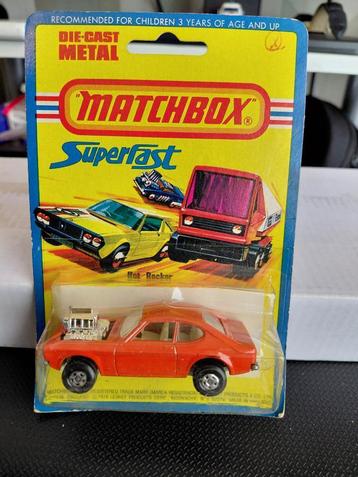 RECOMMENDED FOR CHILDREN 3 YEARS OF AGE AND UP
DIE-CAST
METAL
"MATCHBOX"®
Superfast
Hot Rocker